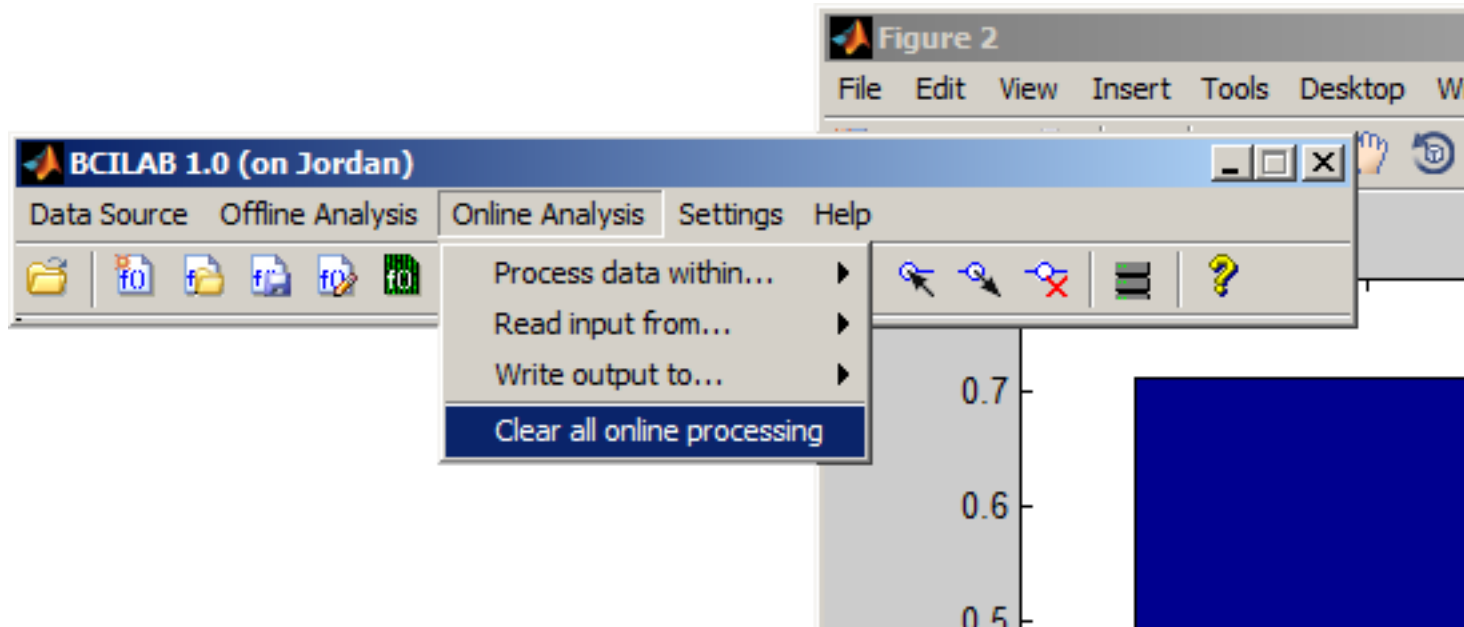 Figure 2
File Edit View Insert Tools Desktop
BCILAB 1.0 (on Jordan)
Data Source Offline Analysis Online Analysis Settings Help
f() f() f()
Process data within...
Read input from...
Write output to...
Clear all online processing
0.7
0.6
0.5